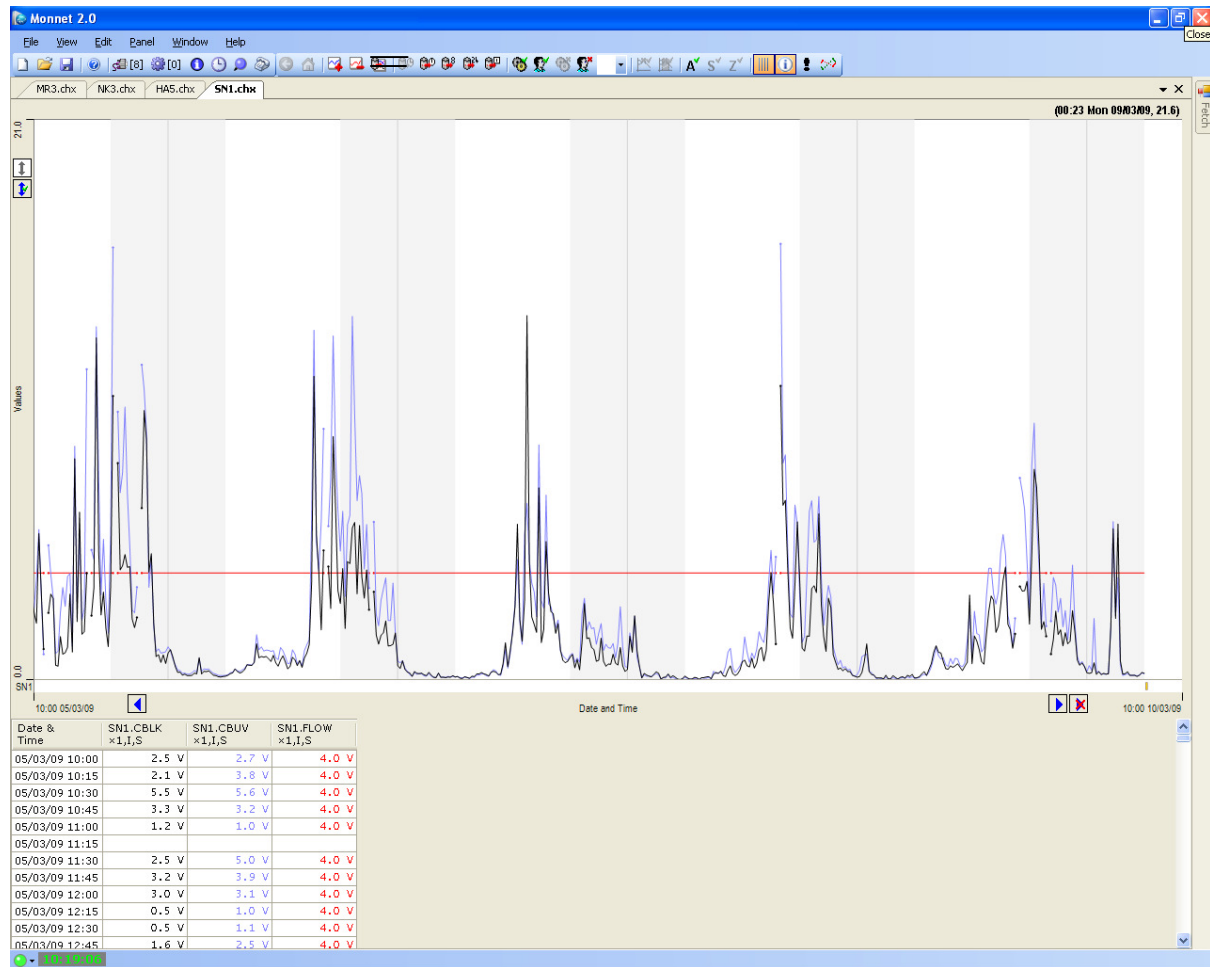 Monnet 2.0
Close
File View Edit Panel Window Help
[8] [0] A S Z
MR3.chx NK3.chx HA5.chx SN1.chx
Fetch
(00:23 Mon 09/03/09, 21.6)
21.0
Values
0.0
SN1
10:00 05/03/09 Date and Time 10:00 10/03/09
Date & Time SN1.CBLK ×1,I,S SN1.CBUV ×1,I,S SN1.FLOW ×1,I,S
05/03/09 10:00 2.5 V 2.7 V 4.0 V
05/03/09 10:15 2.1 V 3.8 V 4.0 V
05/03/09 10:30 5.5 V 5.6 V 4.0 V
05/03/09 10:45 3.3 V 3.2 V 4.0 V
05/03/09 11:00 1.2 V 1.0 V 4.0 V
05/03/09 11:15
05/03/09 11:30 2.5 V 5.0 V 4.0 V
05/03/09 11:45 3.2 V 3.9 V 4.0 V
05/03/09 12:00 3.0 V 3.1 V 4.0 V
05/03/09 12:15 0.5 V 1.0 V 4.0 V
05/03/09 12:30 0.5 V 1.1 V 4.0 V
05/03/09 12:45 1.6 V 2.5 V 4.0 V
10:19:06